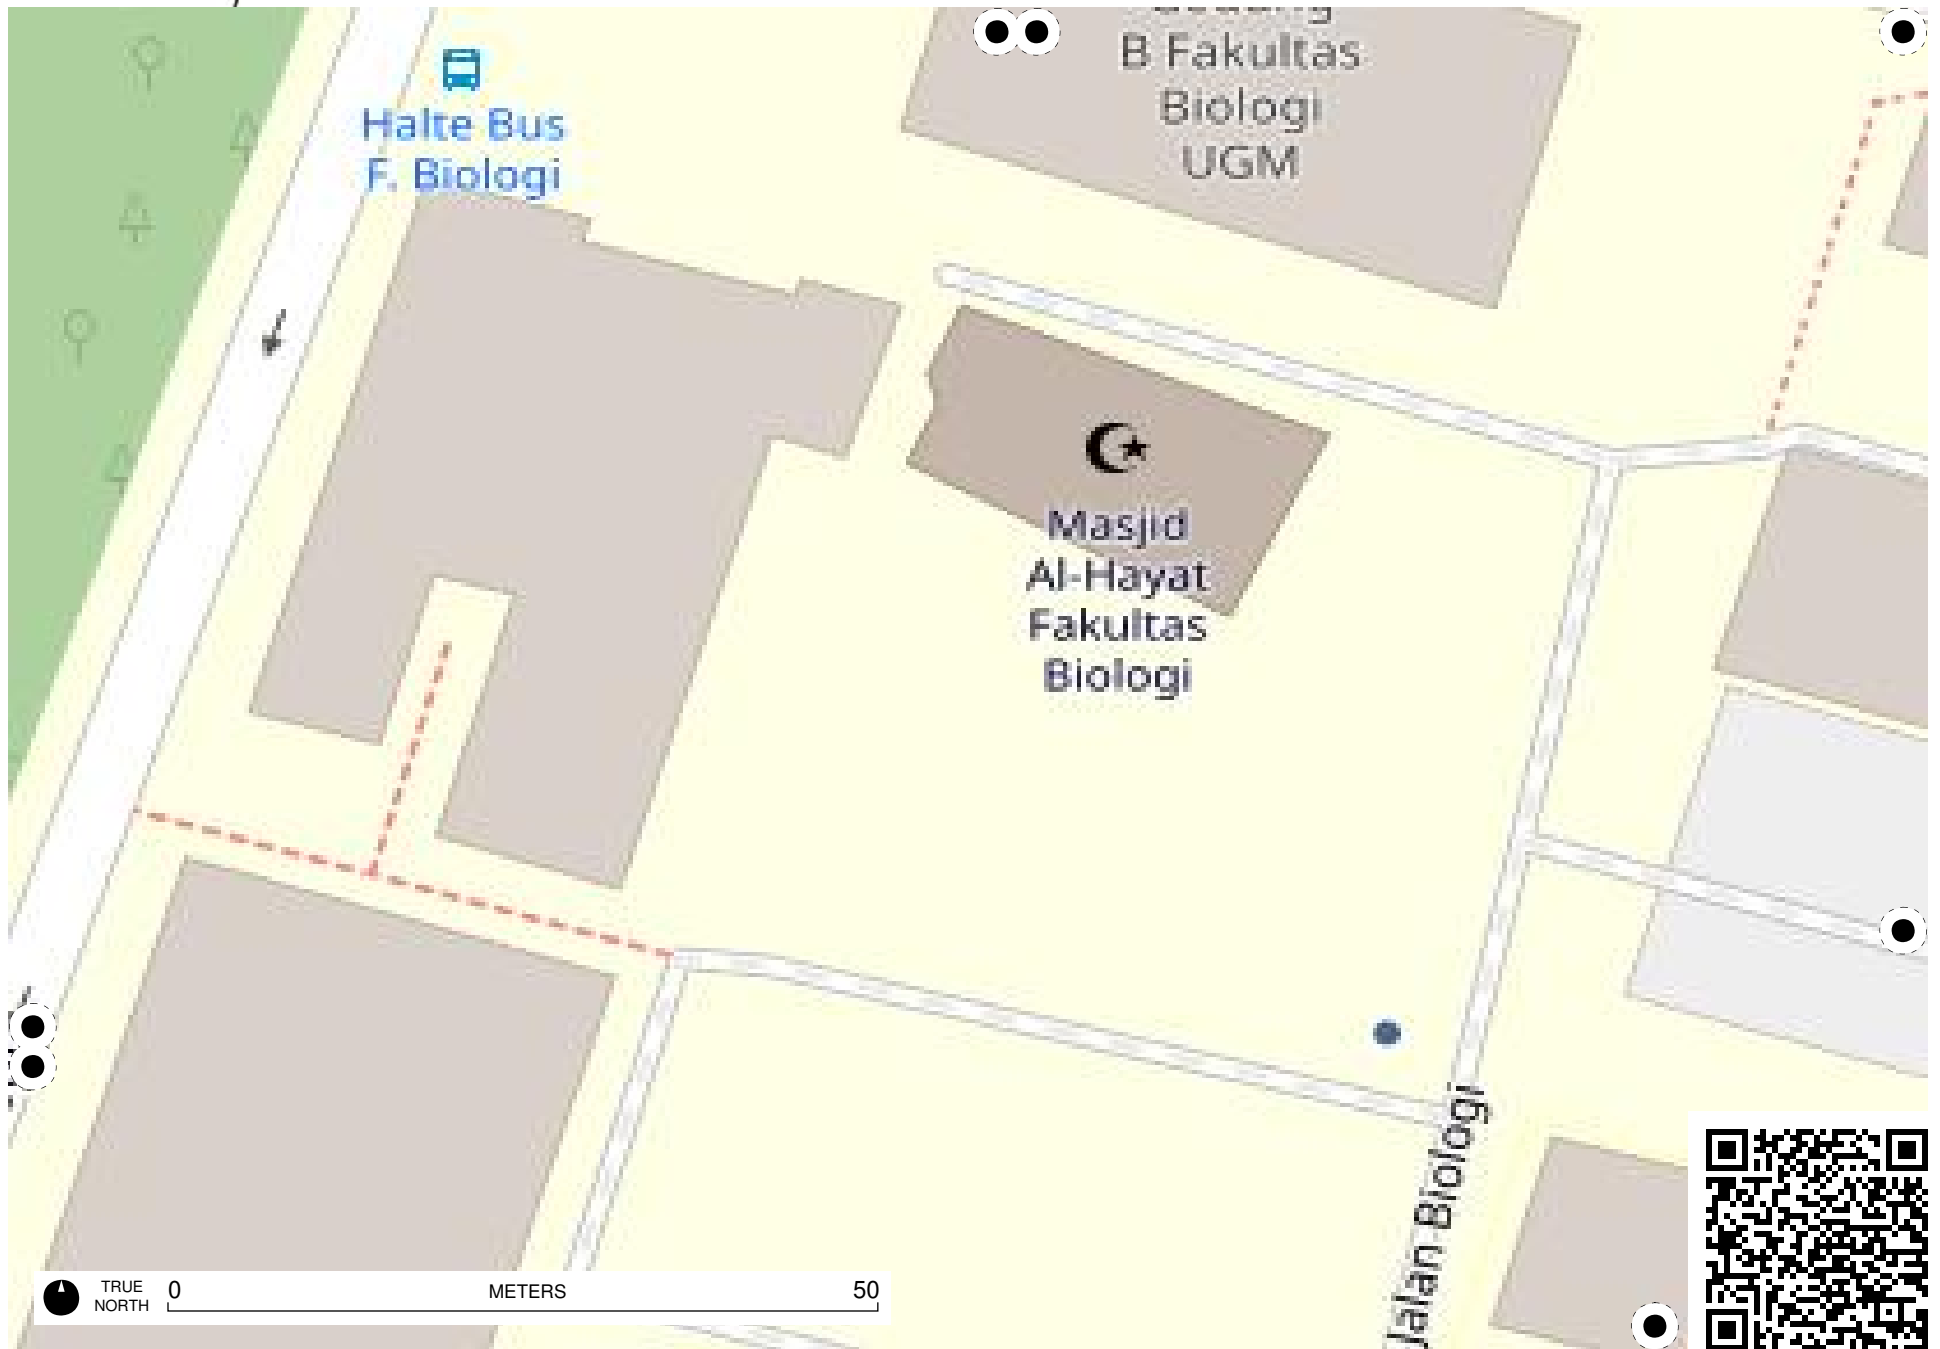 B Fakultas
Biologi
UGM
Halte Bus
F. Biologi
Masjid
Al-Hayat
Fakultas
Biologi
Jalan Biologi
TRUE
NORTH
0 METERS 50